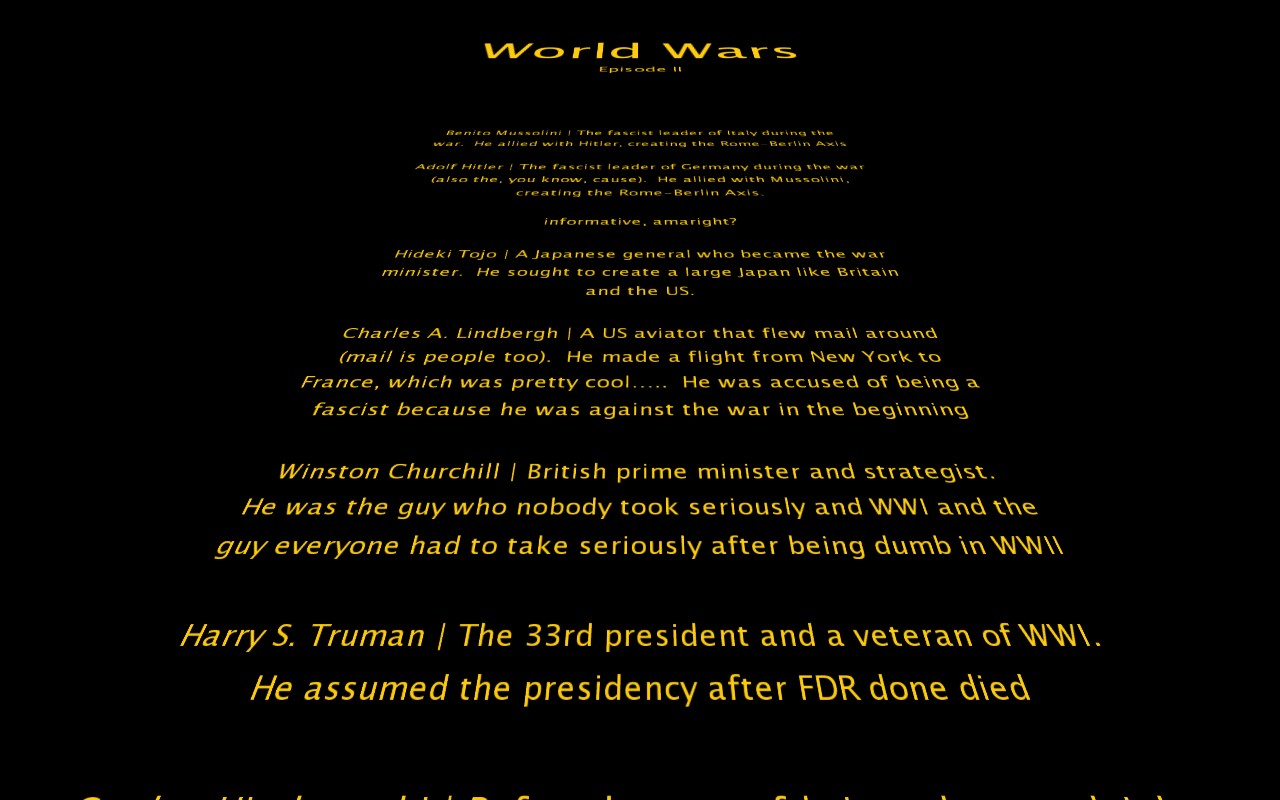 World Wars
Episode II
Benito Mussolini | The fascist leader of Italy during the
war.  He allied with Hitler, creating the Rome-Berlin Axis
Adolf Hitler | The fascist leader of Germany during the war
(also the, you know, cause).  He allied with Mussolini,
creating the Rome-Berlin Axis.
informative, amaright?
Hideki Tojo | A Japanese general who became the war
minister.  He sought to create a large Japan like Britain
and the US.
Charles A. Lindbergh | A US aviator that flew mail around
(mail is people too).  He made a flight from New York to
France, which was pretty cool.....  He was accused of being a
fascist because he was against the war in the beginning
Winston Churchill | British prime minister and strategist.
He was the guy who nobody took seriously and WWI and the
guy everyone had to take seriously after being dumb in WWII
Harry S. Truman | The 33rd president and a veteran of WWI.
He assumed the presidency after FDR done died